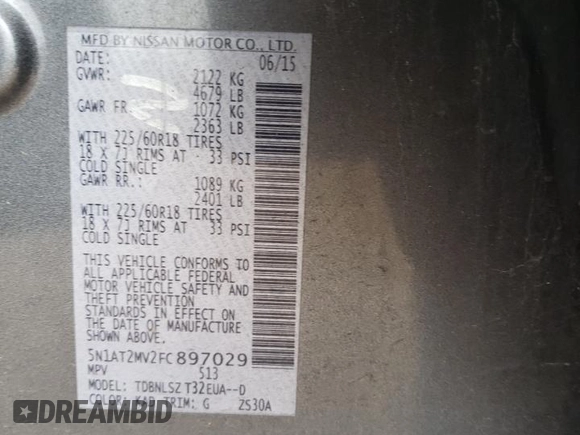 MFD BY NISSAN MOTOR CO., LTD.
DATE: 06/15
GVWR: 2122 KG
4679 LB
GAWR FR. 1072 KG
2363 LB
WITH 225/60R18 TIRES
18 X 7J RIMS AT 33 PSI
COLD SINGLE
GAWR RR.: 1089 KG
2401 LB
WITH 225/60R18 TIRES
18 X 7J RIMS AT 33 PSI
COLD SINGLE
THIS VEHICLE CONFORMS TO
ALL APPLICABLE FEDERAL
MOTOR VEHICLE SAFETY AND
THEFT PREVENTION
STANDARDS IN EFFECT ON
THE DATE OF MANUFACTURE
SHOWN ABOVE.
5N1AT2MV2FC897029
MPV 513
MODEL: TDBNLSZ T32EUA--D
COLOR: KAD TRIM: G ZS30A
DREAMBID